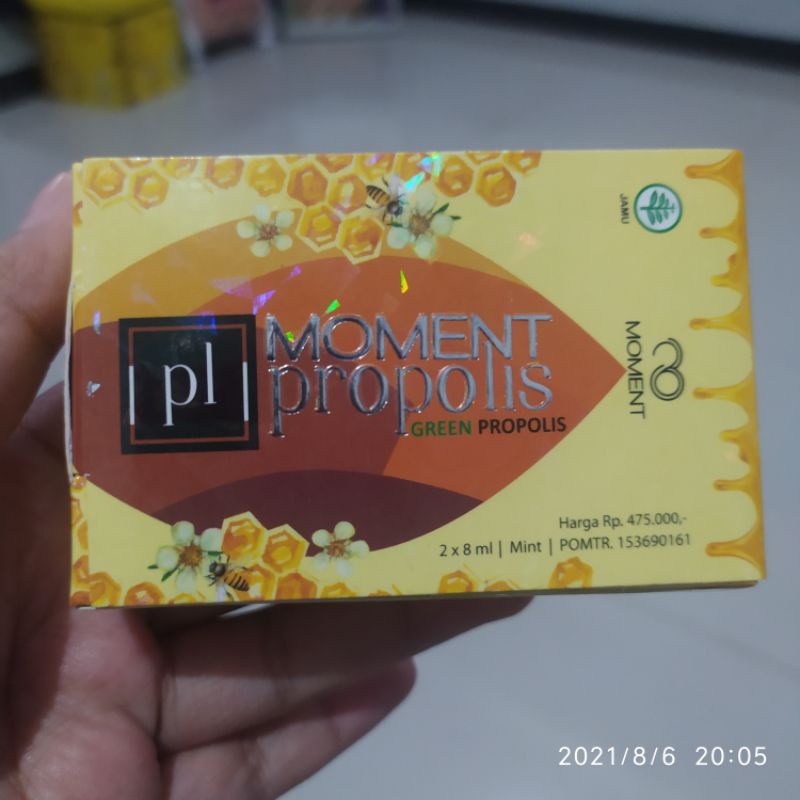 JAMU
pl
MOMENT
propolis
GREEN PROPOLIS
MOMENT
Harga Rp. 475.000,-
2 x 8 ml | Mint | POMTR. 153690161
2021/8/6 20:05